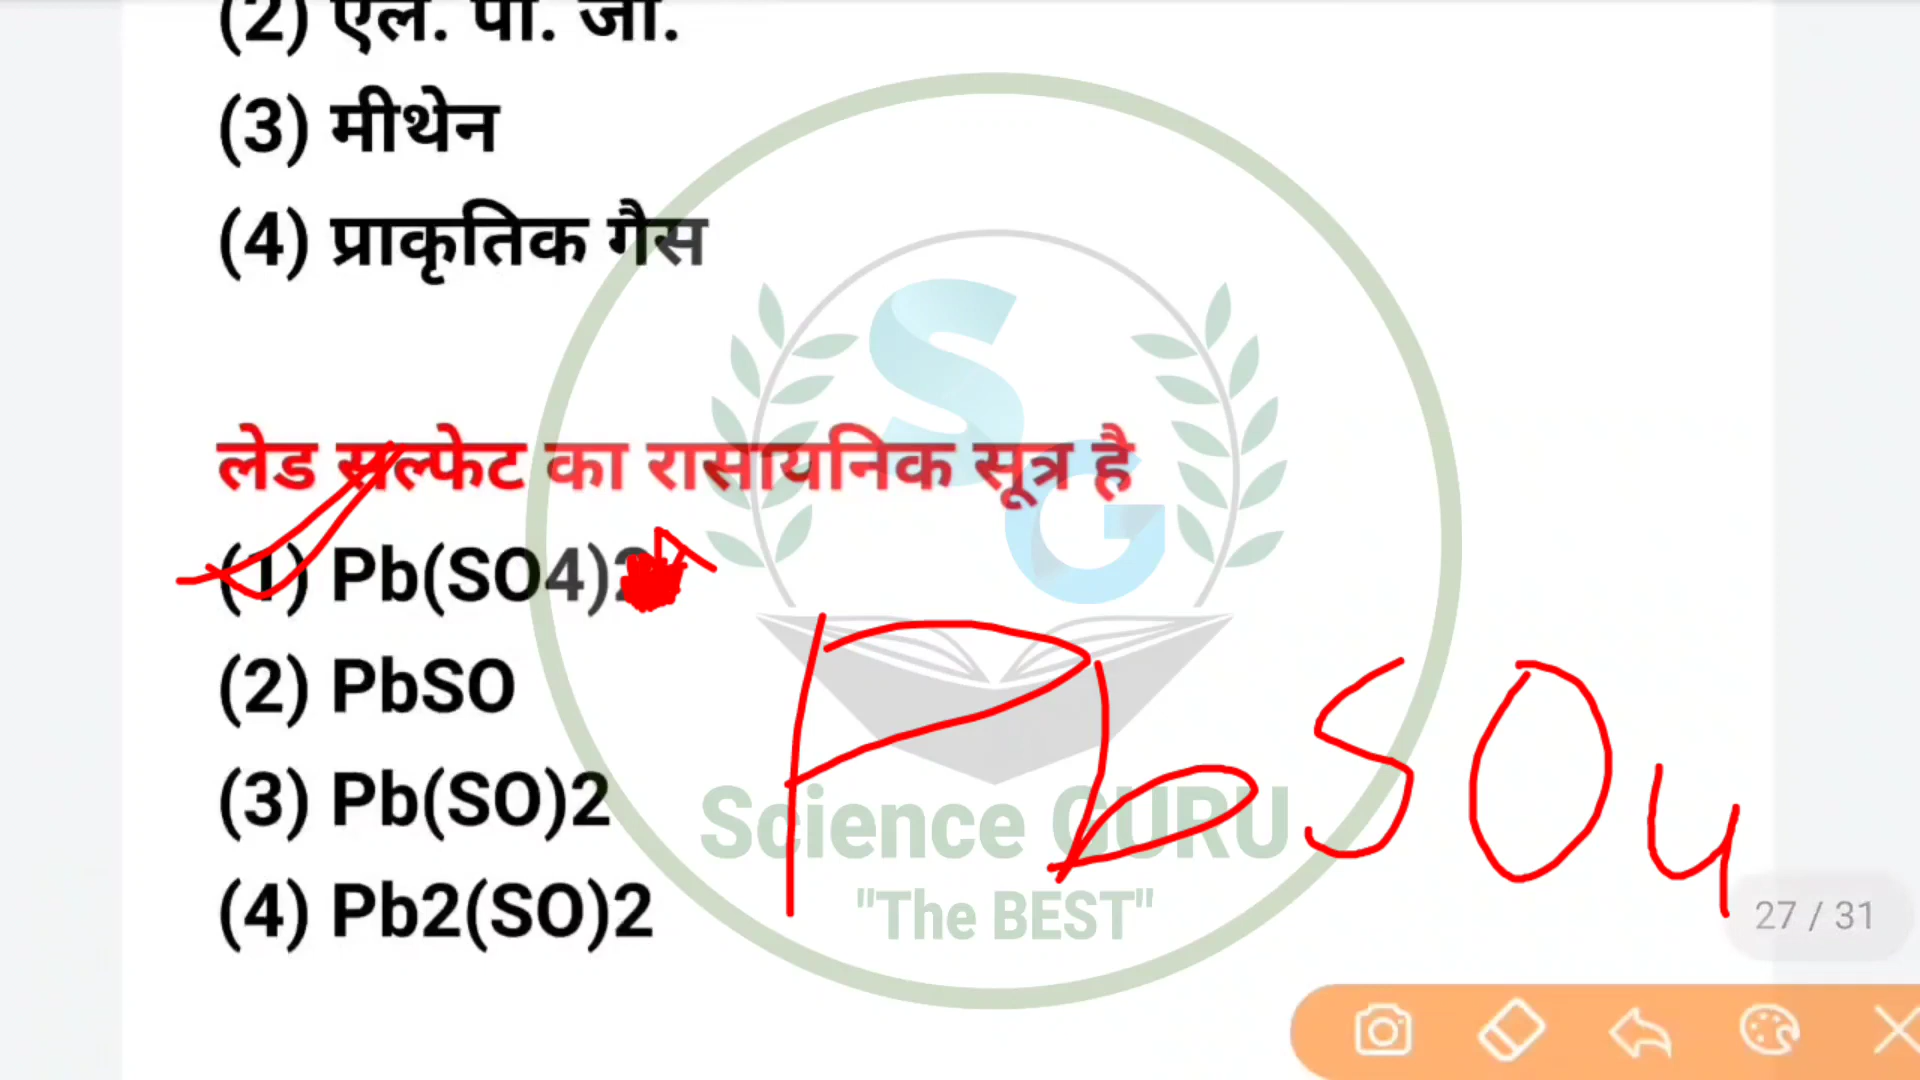 (2) एल. पी. जी.
(3) मीथेन
(4) प्राकृतिक गैस
लेड सल्फेट का रासायनिक सूत्र है
(1) Pb(SO4)2
(2) PbSO
(3) Pb(SO)2
(4) Pb2(SO)2
PbSO4
SG
Science GURU
"The BEST"
27 / 31